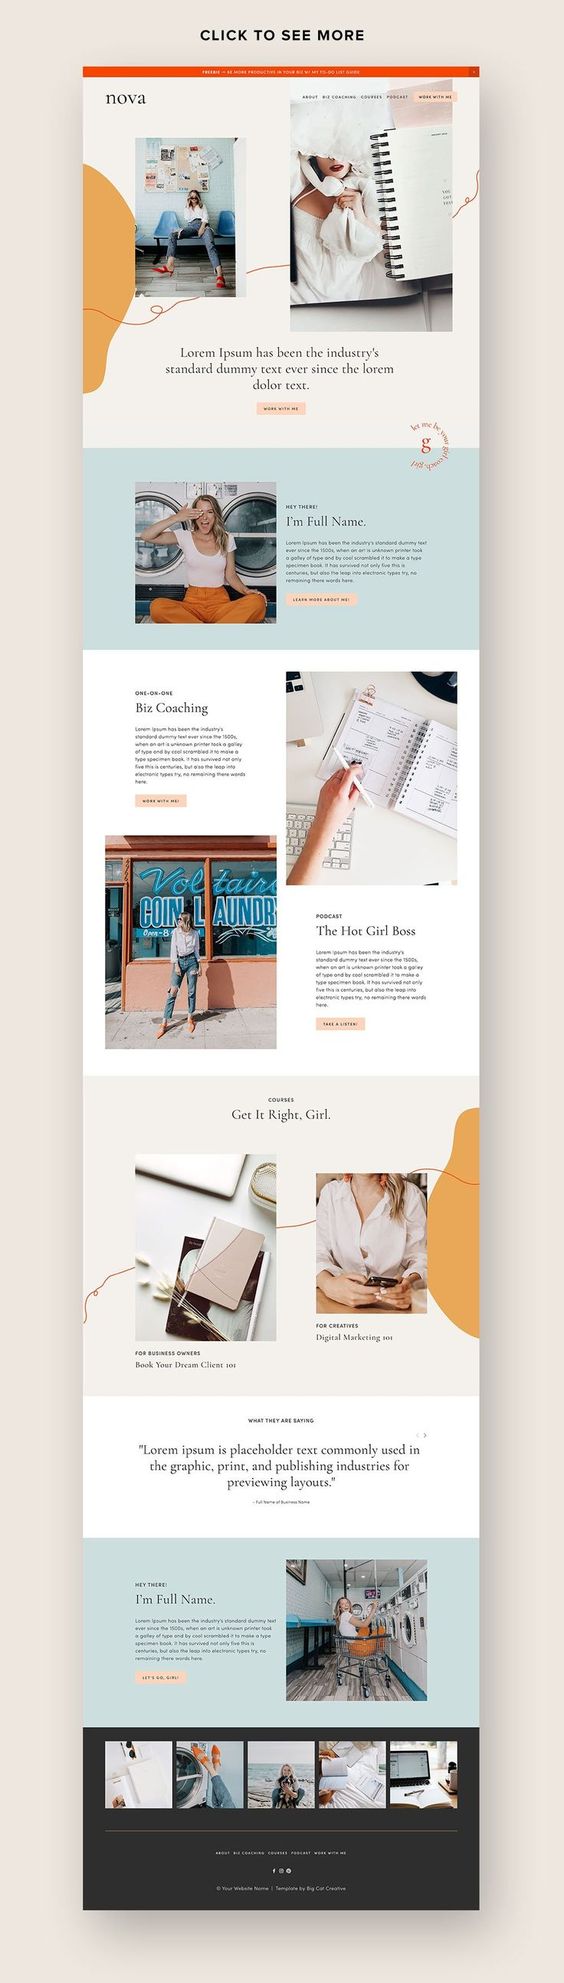 CLICK TO SEE MORE
FREEBIE — BE MORE PRODUCTIVE IN YOUR BIZ W/ MY TO-DO LIST GUIDE
nova
ABOUT BIZ COACHING COURSES PODCAST WORK WITH ME
Lorem Ipsum has been the industry's
standard dummy text ever since the lorem
dolor text.
WORK WITH ME
let me be your girl coach, girl
g
HEY THERE!
I'm Full Name.
Lorem Ipsum has been the industry's standard dummy text
ever since the 1500s, when an art is unknown printer took
a galley of type and scrambled it to make a type
specimen book. It has survived not only five is
centuries, but also the leap into electronic types try, no
remaining there words here.
LEARN MORE ABOUT ME!
ONE-ON-ONE
Biz Coaching
Lorem Ipsum has been the industry's
standard dummy text ever since the 1500s,
when an art is unknown printer took a galley
of type and scrambled it to make a type
specimen book. It has survived not only
five this is centuries, but also the leap into
electronic types try, no remaining there words
here.
WORK WITH ME!
Voltaire
COIN LAUNDRY
Open-8
PODCAST
The Hot Girl Boss
Lorem Ipsum has been the industry's
standard dummy text ever since the 1500s,
when an art is unknown printer took a galley
of type and scrambled it to make a type
specimen book. It has survived not only
five this is centuries, but also the leap into
electronic types try, no remaining there words
here.
TAKE A LISTEN!
COURSES
Get It Right, Girl.
FOR CREATIVES
Digital Marketing 101
FOR BUSINESS OWNERS
Book Your Dream Client 101
WHAT THEY ARE SAYING
"Lorem ipsum is placeholder text commonly used in
the graphic, print, and publishing industries for
previewing layouts."
- Full Name of Business Name
HEY THERE!
I'm Full Name.
Lorem Ipsum has been the industry's standard dummy text
ever since the 1500s, when an art is unknown printer took
a galley of type and scrambled it to make a type
specimen book. It has survived not only five this is
centuries, but also the leap into electronic types try, no
remaining there words here.
LET'S GO, GIRL!
ABOUT BIZ COACHING COURSES PODCAST WORK WITH ME
© Your Website Name | Template by Big Cat Creative